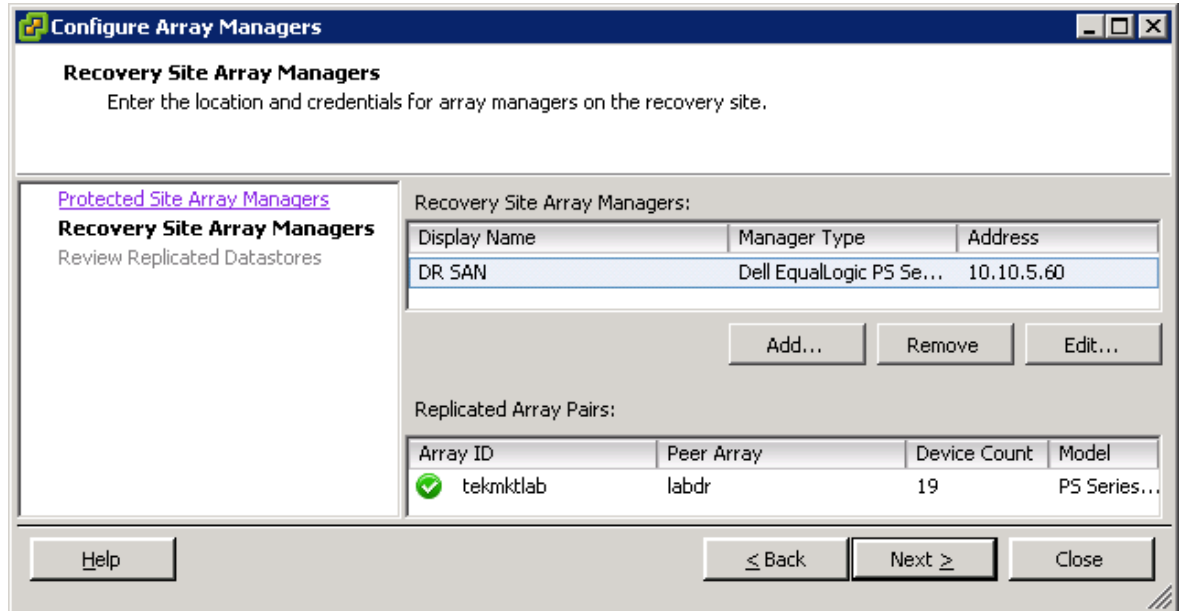 Configure Array Managers
Recovery Site Array Managers
Enter the location and credentials for array managers on the recovery site.
Protected Site Array Managers
Recovery Site Array Managers
Review Replicated Datastores
Recovery Site Array Managers:
Display Name Manager Type Address
DR SAN Dell EqualLogic PS Se... 10.10.5.60
Add... Remove Edit...
Replicated Array Pairs:
Array ID Peer Array Device Count Model
tekmktlab labdr 19 PS Series...
Help < Back Next > Close